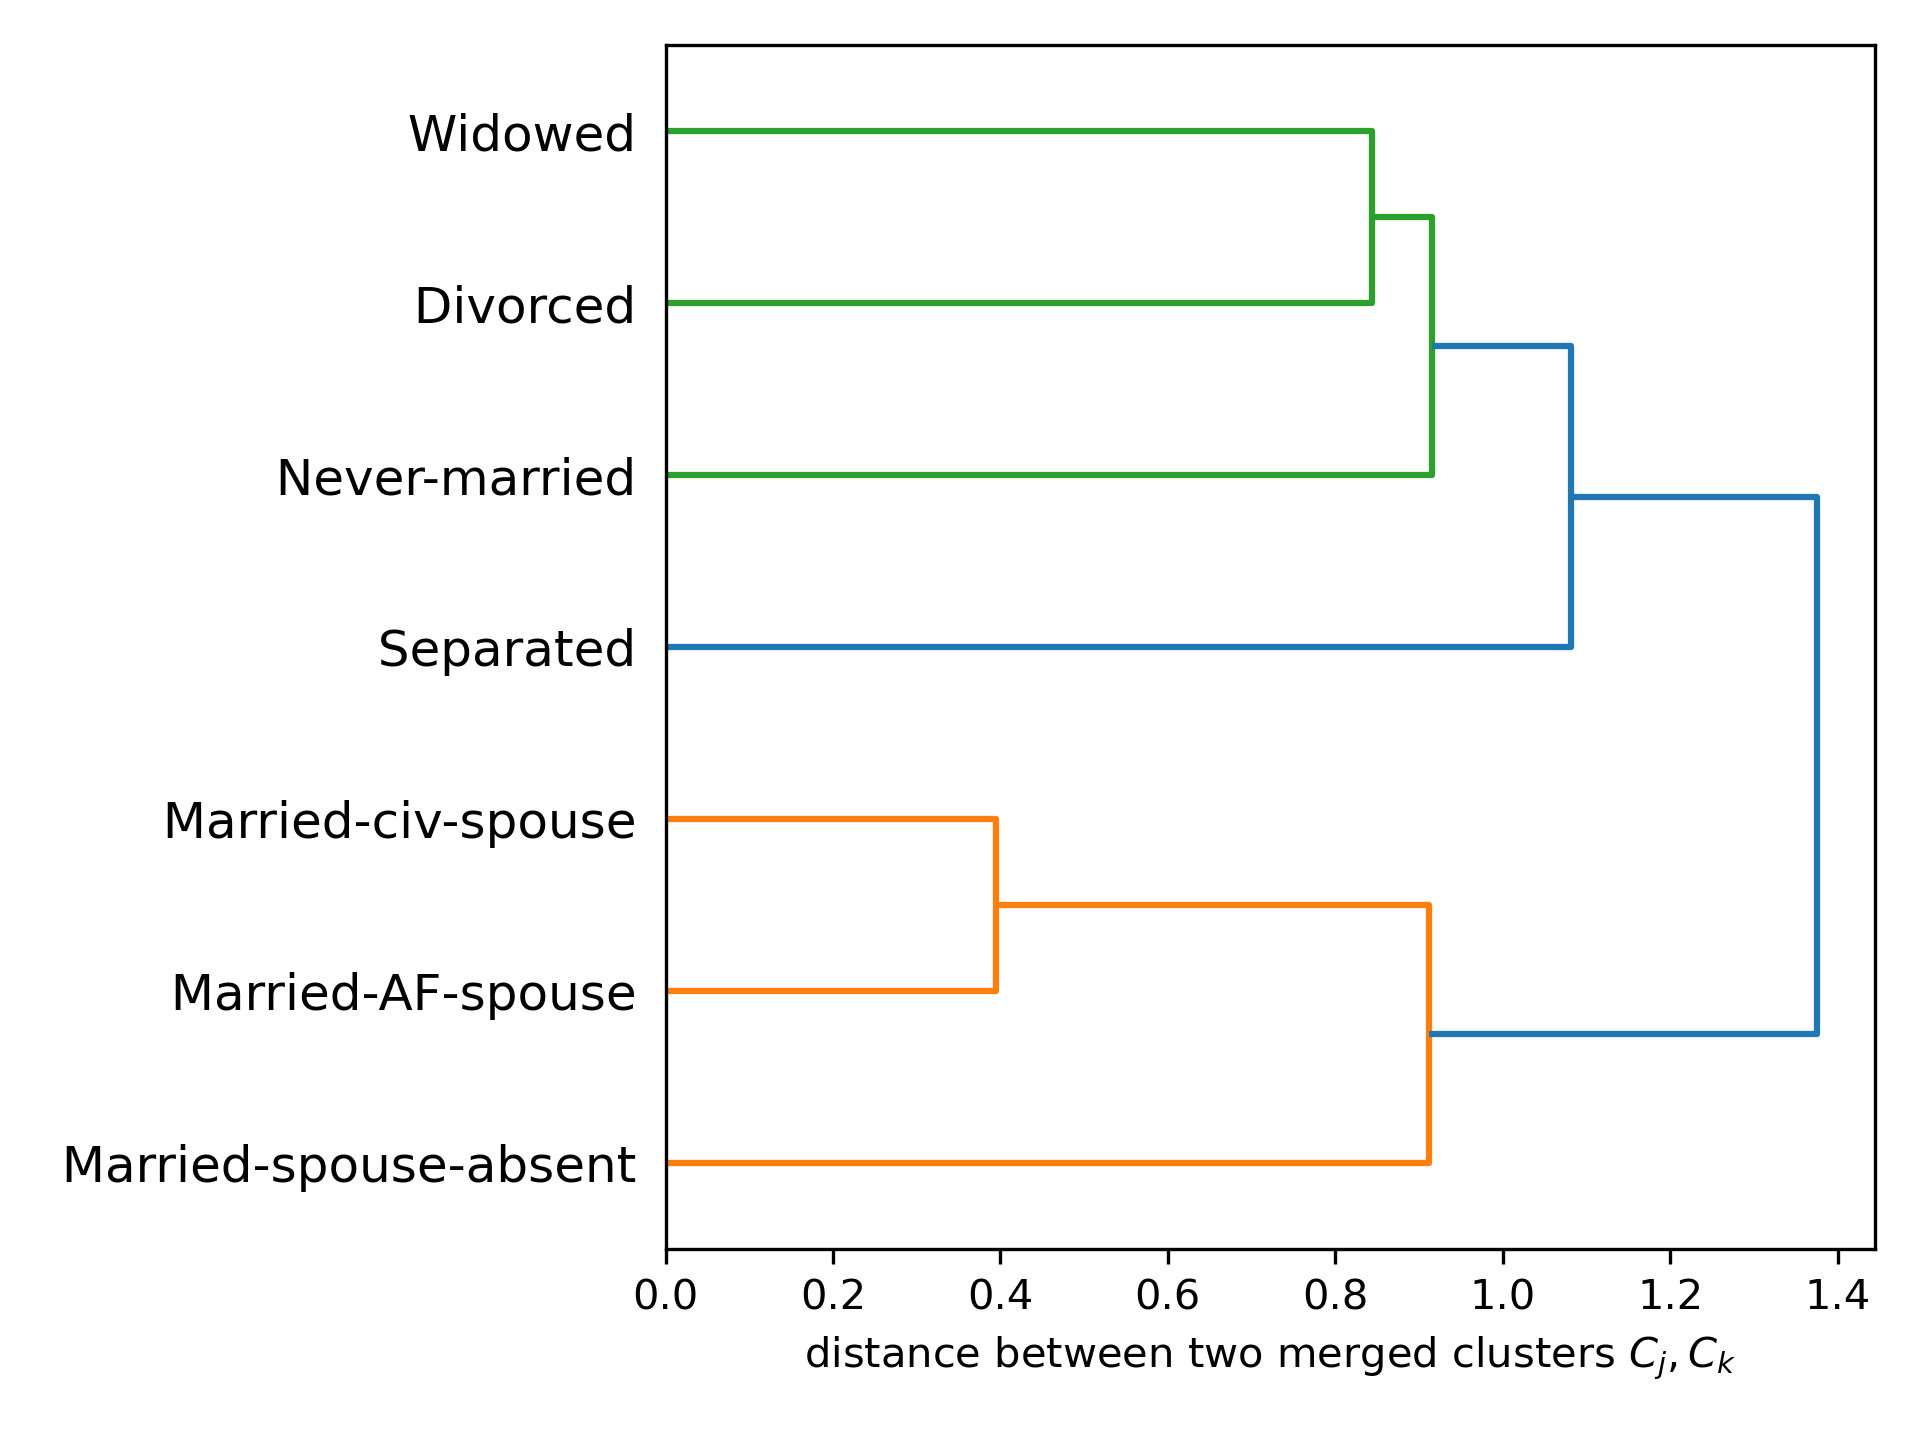 Widowed
Divorced
Never-married
Separated
Married-civ-spouse
Married-AF-spouse
Married-spouse-absent
0.0 0.2 0.4 0.6 0.8 1.0 1.2 1.4
distance between two merged clusters Cj, Ck